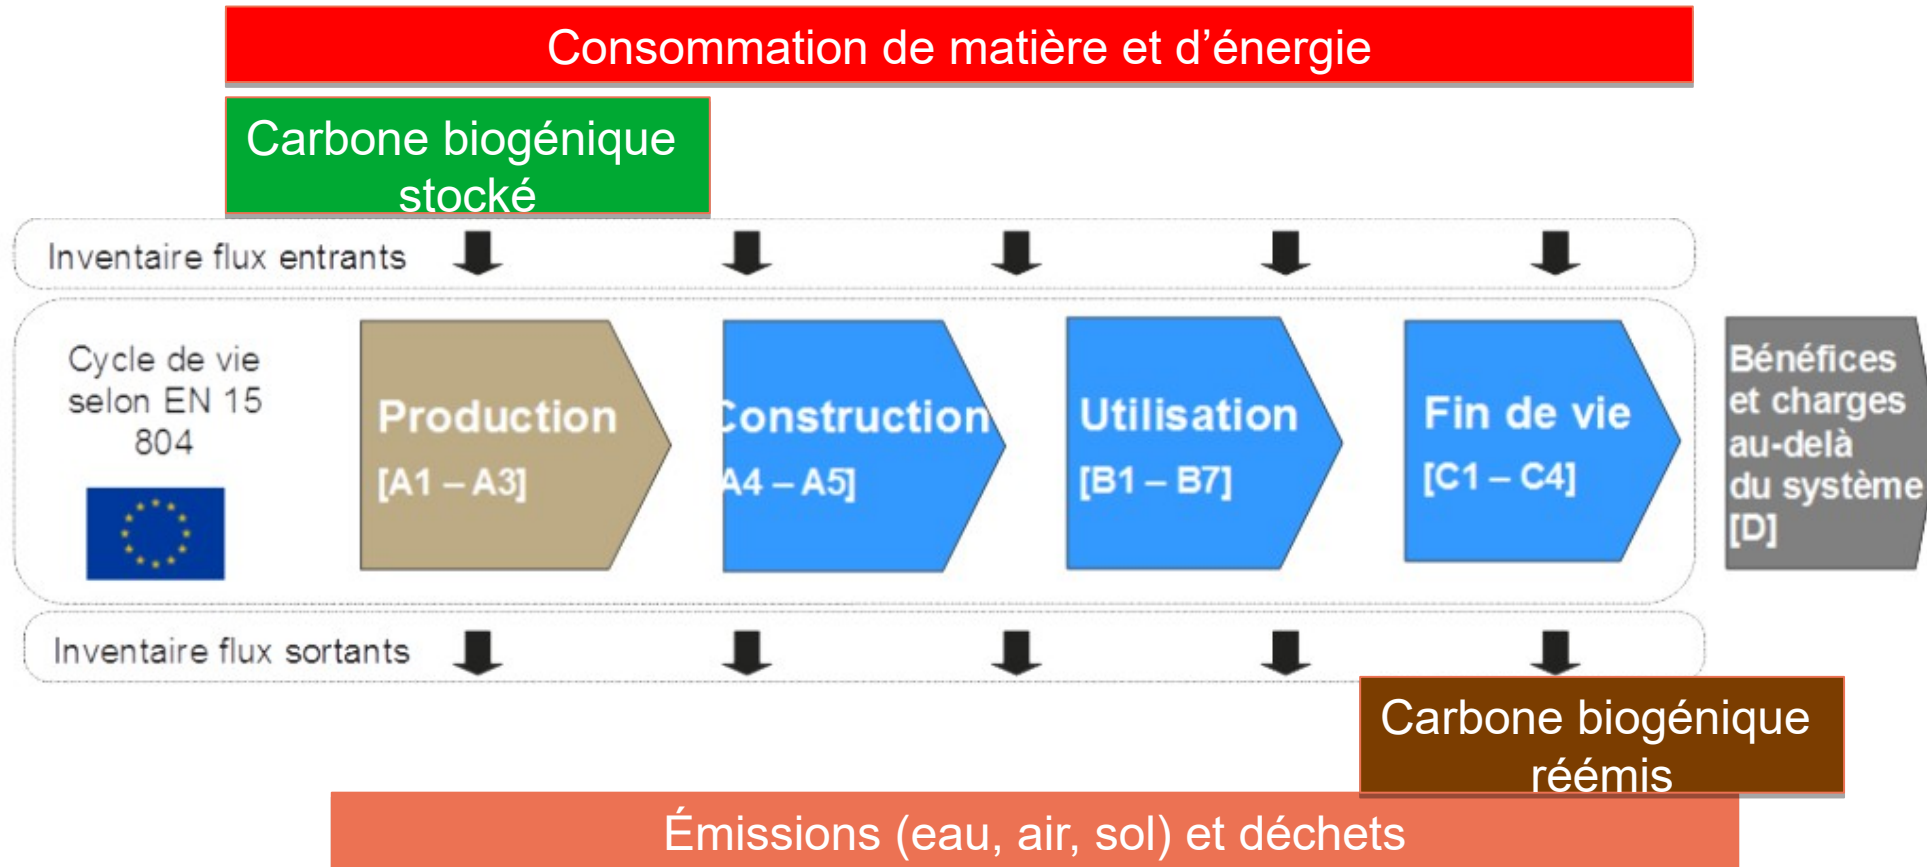 Consommation de matière et d’énergie
Carbone biogénique
stocké
Inventaire flux entrants
Cycle de vie
selon EN 15
804
Production
[A1 – A3]
Construction
[A4 – A5]
Utilisation
[B1 – B7]
Fin de vie
[C1 – C4]
Bénéfices
et charges
au-delà
du système
[D]
Inventaire flux sortants
Carbone biogénique
réémis
Émissions (eau, air, sol) et déchets